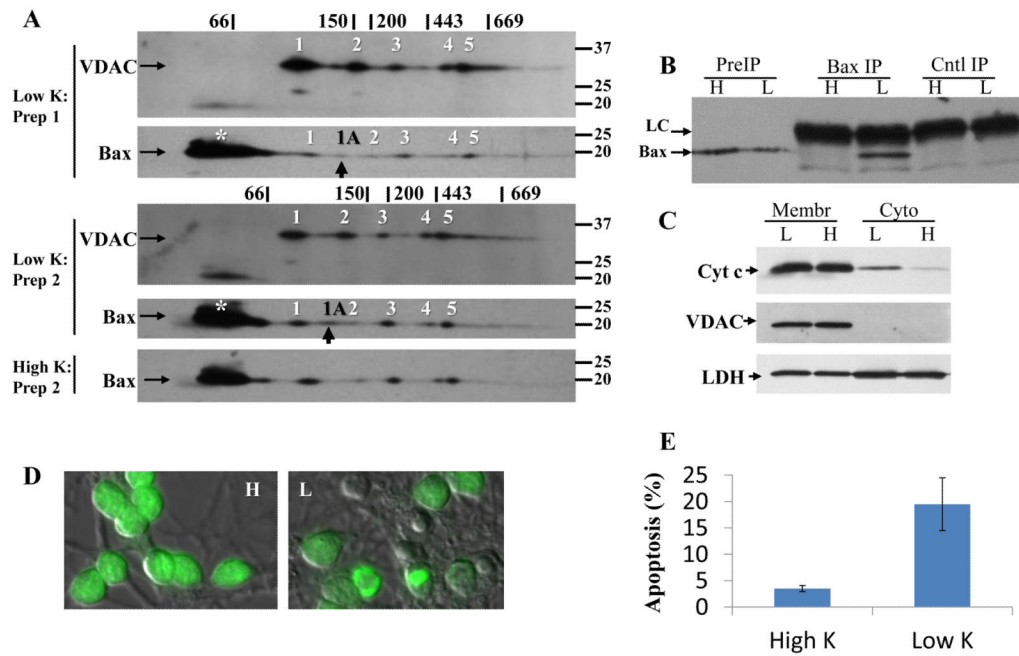 A
66 150 200 443 669
1 2 3 4 5
VDAC
37
25
20
Low K:
Prep 1
* 1 1A 2 3 4 5
Bax
25
20
66 150 200 443 669
1 2 3 4 5
VDAC
37
25
20
Low K:
Prep 2
* 1 1A 2 3 4 5
Bax
25
20
High K:
Prep 2
Bax
25
20
B
PreIP Bax IP Cntl IP
H L H L H L
LC
Bax
C
Membr Cyto
L H L H
Cyt c
VDAC
LDH
D
H
L
E
Apoptosis (%)
25
20
15
10
5
0
High K Low K